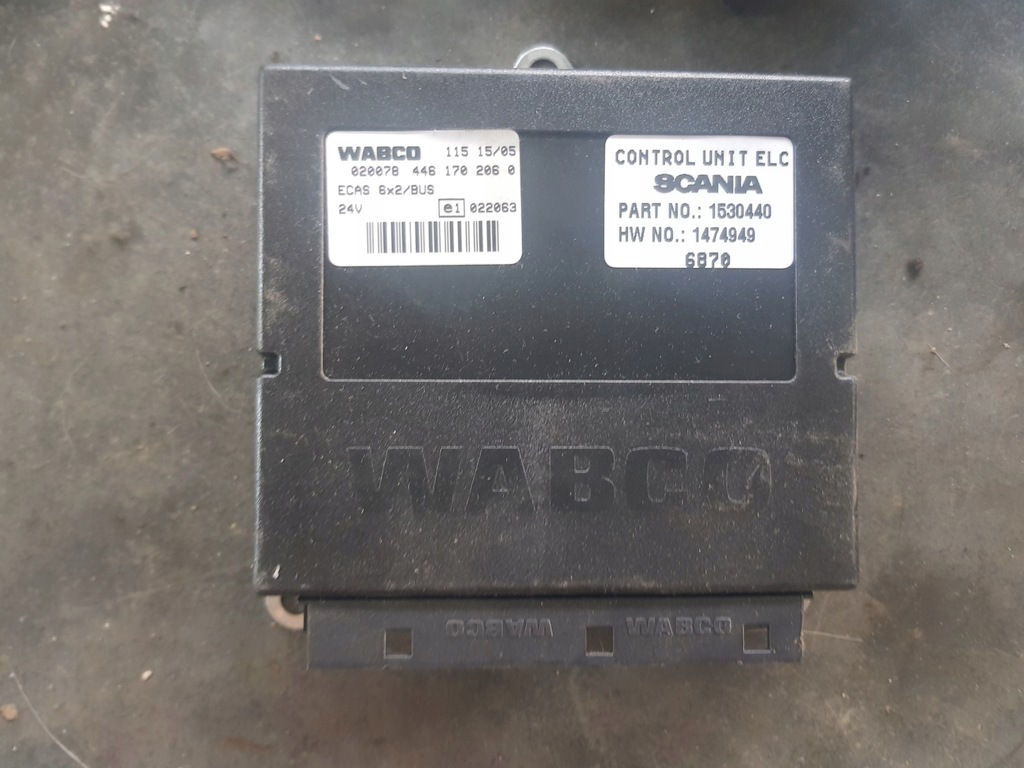 WABCO 115 15/05
020078 446 170 206 0
ECAS 6x2/BUS
24V e1 022063
CONTROL UNIT ELC
SCANIA
PART NO.: 1530440
HW NO.: 1474949
6870
WABCO
WABCO WABCO